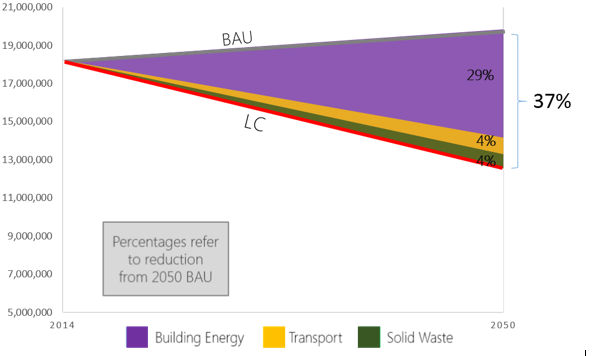 21,000,000
19,000,000
17,000,000
15,000,000
13,000,000
11,000,000
9,000,000
7,000,000
5,000,000
BAU
29%
37%
4%
4%
LC
Percentages refer
to reduction
from 2050 BAU
2014
2050
Building Energy
Transport
Solid Waste